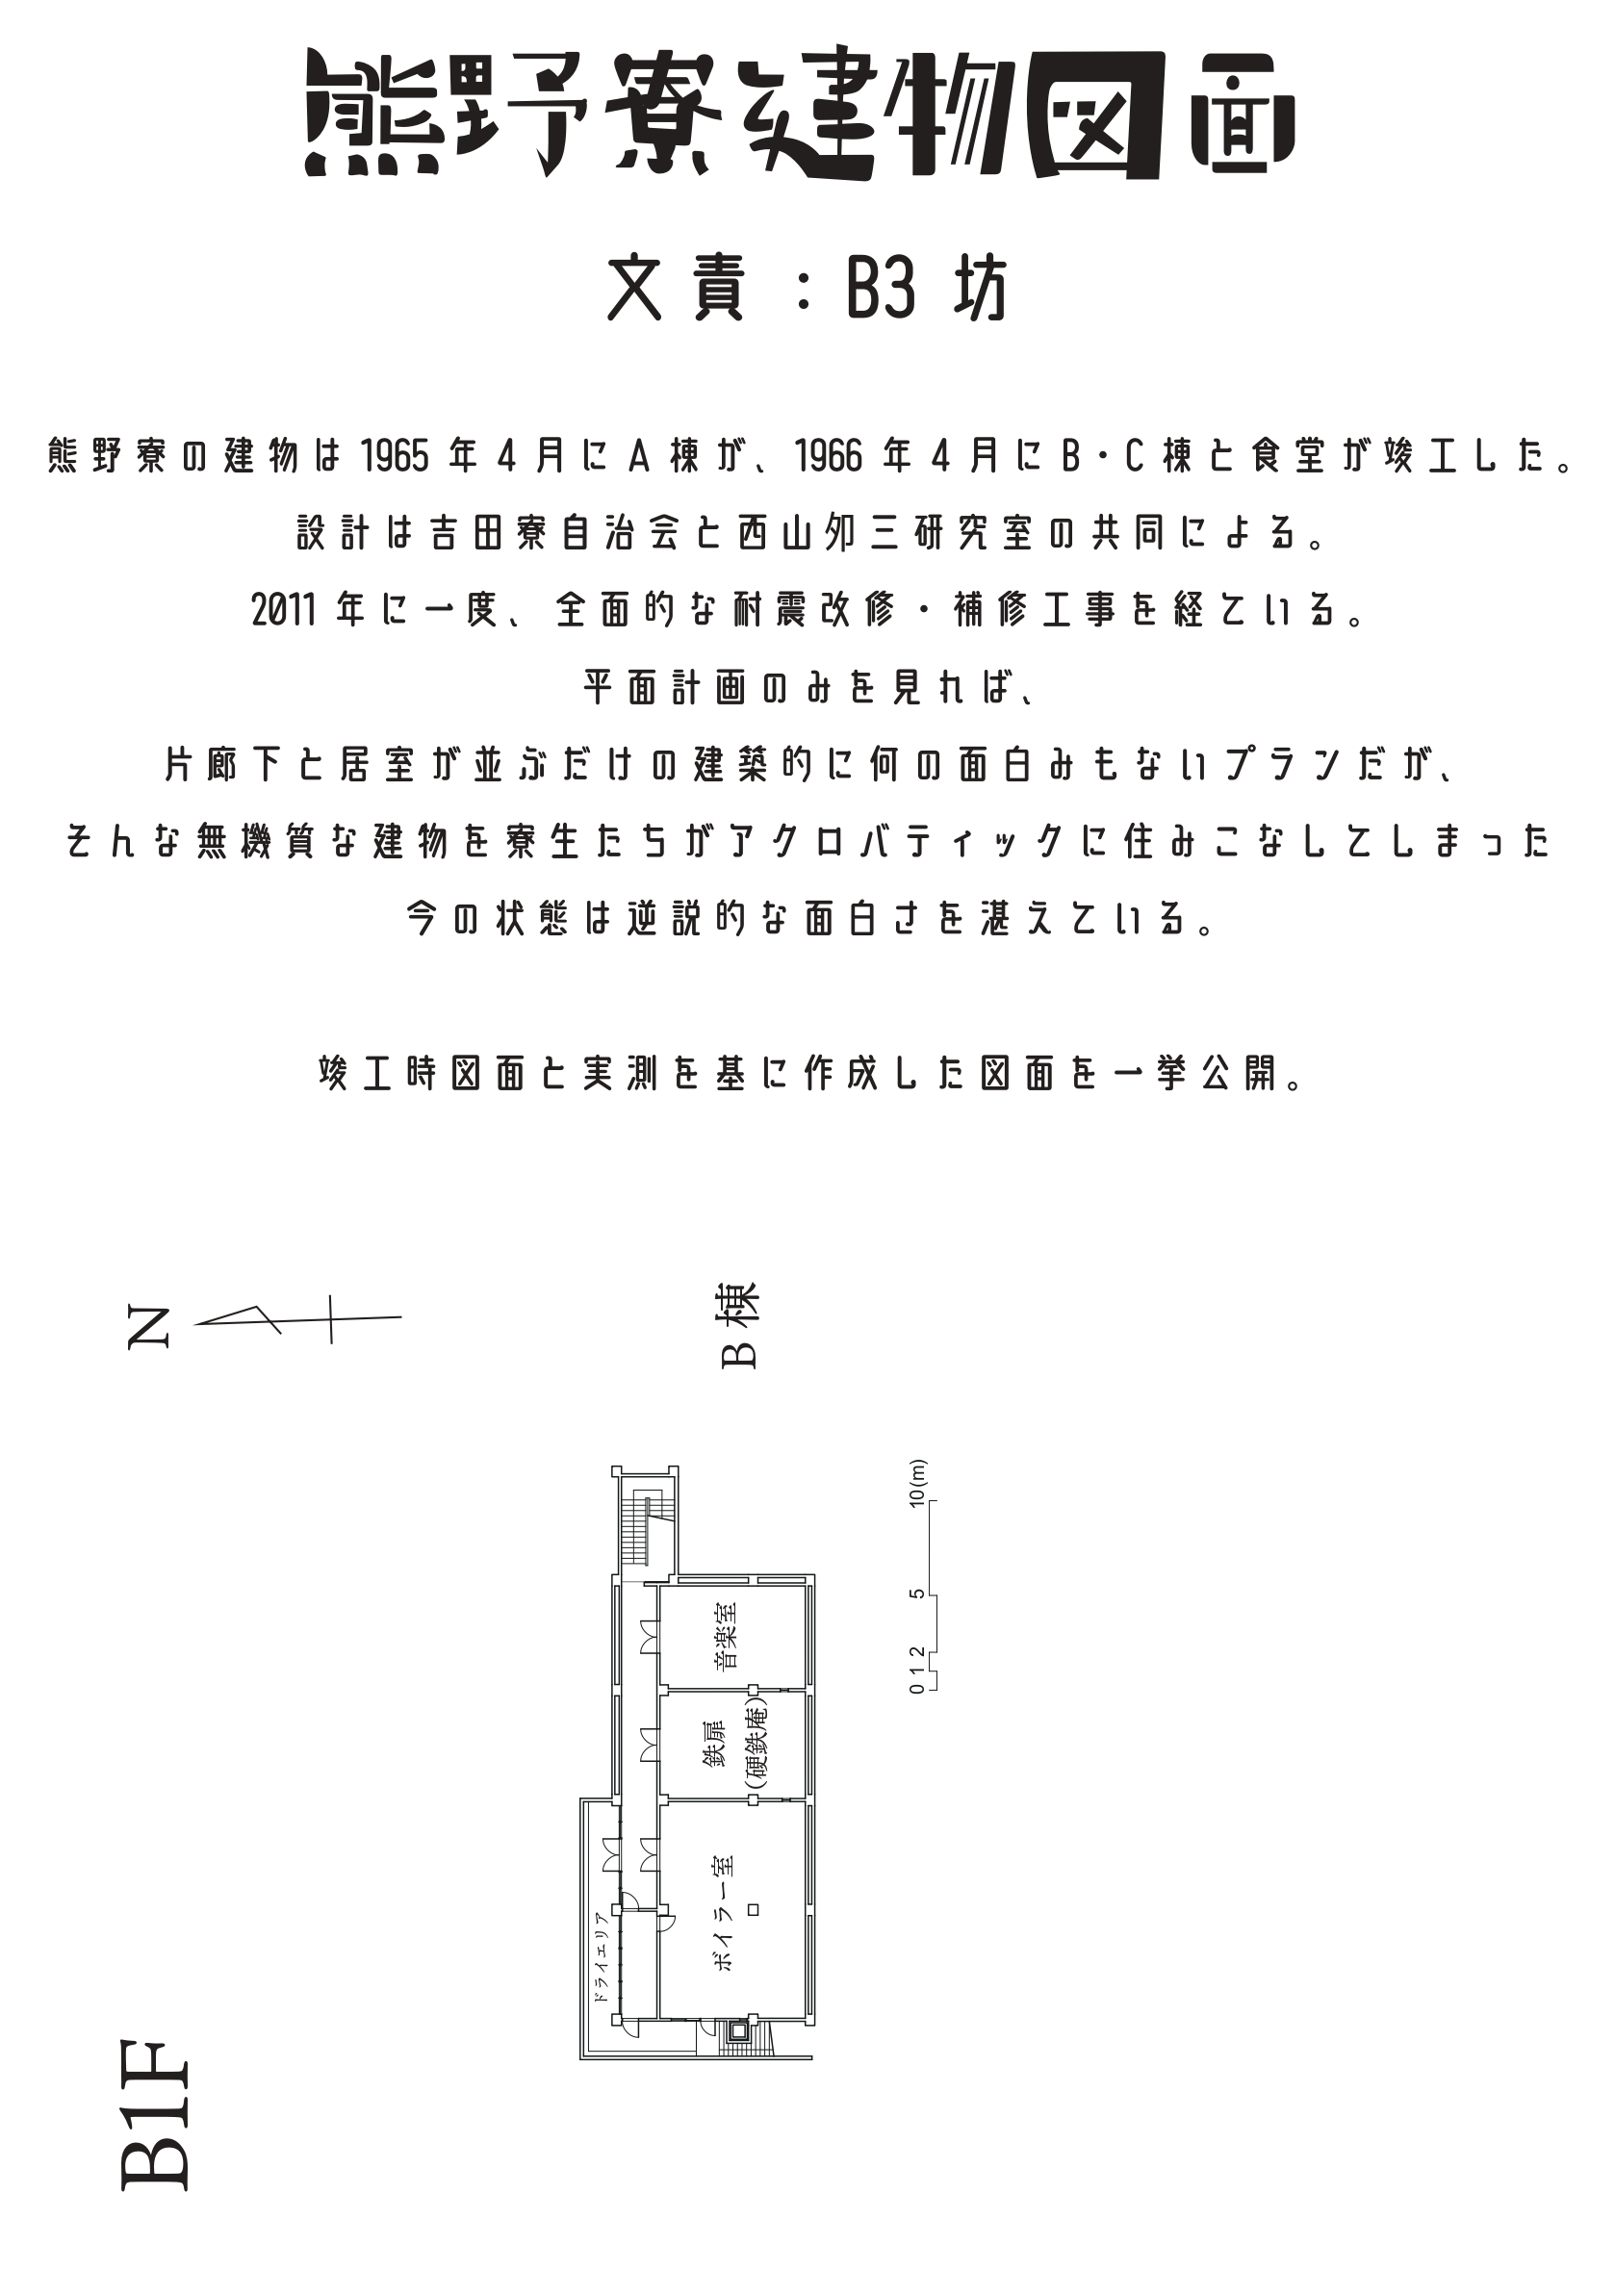 熊野寮建物図面
文責:B3 坊
熊野寮の建物は 1965 年 4 月に A 棟が、1966 年 4 月に B・C 棟と食堂が竣工した。
設計は吉田寮自治会と西山夘三研究室の共同による。
2011 年に一度、全面的な耐震改修・補修工事を経ている。
平面計画のみを見れば、
片廊下と居室が並ぶだけの建築的に何の面白みもないプランだが、
そんな無機質な建物を寮生たちがアクロバティックに住みこなしてしまった
今の状態は逆説的な面白さを湛えている。
竣工時図面と実測を基に作成した図面を一挙公開。
N
B 棟
0 1 2 5 10(m)
音楽室
鉄扉
(硬鉄庵)
ボイラー室
ドライエリア
B1F